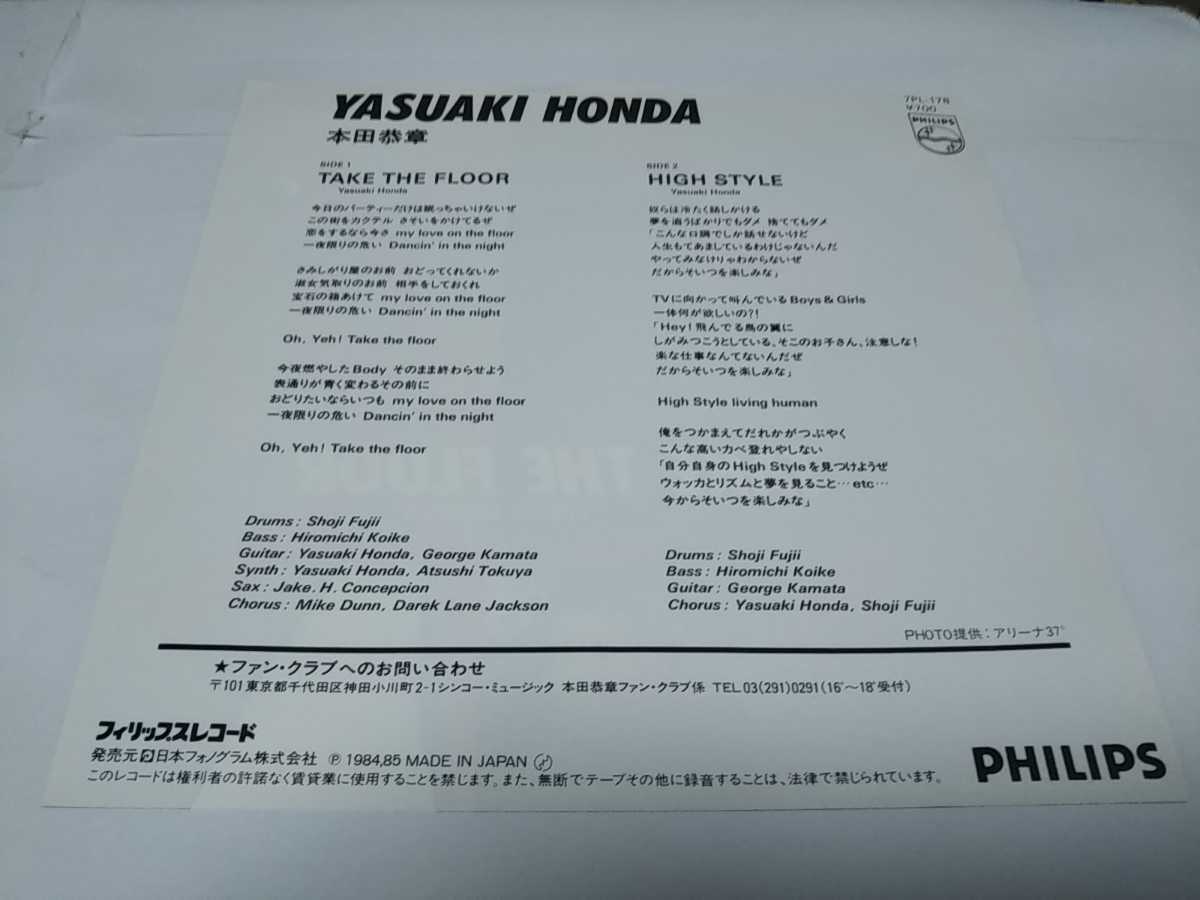 YASUAKI HONDA
本田恭章
7PL-178
¥700
PHILIPS
SIDE 1
TAKE THE FLOOR
Yasuaki Honda
今日のパーティーだけは眠っちゃいけないぜ
この街をカクテル さそいをかけてるぜ
恋をするなら今さ my love on the floor
一夜限りの危い Dancin' in the night
さみしがり屋のお前 おどってくれないか
淑女気取りのお前 相手をしておくれ
宝石の箱あけて my love on the floor
一夜限りの危い Dancin' in the night
Oh, Yeh! Take the floor
今夜燃やしたBody そのまま終わらせよう
表通りが青く変わるその前に
おどりたいならいつも my love on the floor
一夜限りの危い Dancin' in the night
Oh, Yeh! Take the floor
Drums: Shoji Fujii
Bass: Hiromichi Koike
Guitar: Yasuaki Honda, George Kamata
Synth: Yasuaki Honda, Atsushi Tokuya
Sax: Jake. H. Concepcion
Chorus: Mike Dunn, Darek Lane Jackson
SIDE 2
HIGH STYLE
Yasuaki Honda
奴らは冷たく話しかける
夢を追うばかりでもダメ 捨ててもダメ
「こんな口調でしか話せないけど
人生もてあましているわけじゃないんだ
やってみなけりゃわからないぜ
だからそいつを楽しみな」
TVに向かって叫んでいるBoys & Girls
一体何が欲しいの?!
「Hey! 飛んでる鳥の翼に
しがみつこうとしている、そこのお子さん、注意しな!
楽な仕事なんてないんだぜ
だからそいつを楽しみな」
High Style living human
俺をつかまえてだれかがつぶやく
こんな高いカベ登れやしない
「自分自身のHigh Styleを見つけようぜ
ウォッカとリズムと夢を見ること…etc…
今からそいつを楽しみな」
Drums: Shoji Fujii
Bass: Hiromichi Koike
Guitar: George Kamata
Chorus: Yasuaki Honda, Shoji Fujii
PHOTO提供:アリーナ37°
★ファン・クラブへのお問い合わせ
〒101東京都千代田区神田小川町2-1シンコー・ミュージック 本田恭章ファン・クラブ係 TEL03(291)0291(16°〜18°受付)
フィリップスレコード
発売元 日本フォノグラム株式会社 ℗ 1984,85 MADE IN JAPAN
このレコードは権利者の許諾なく賃貸業に使用することを禁じます。また、無断でテープその他に録音することは、法律で禁じられています。
PHILIPS